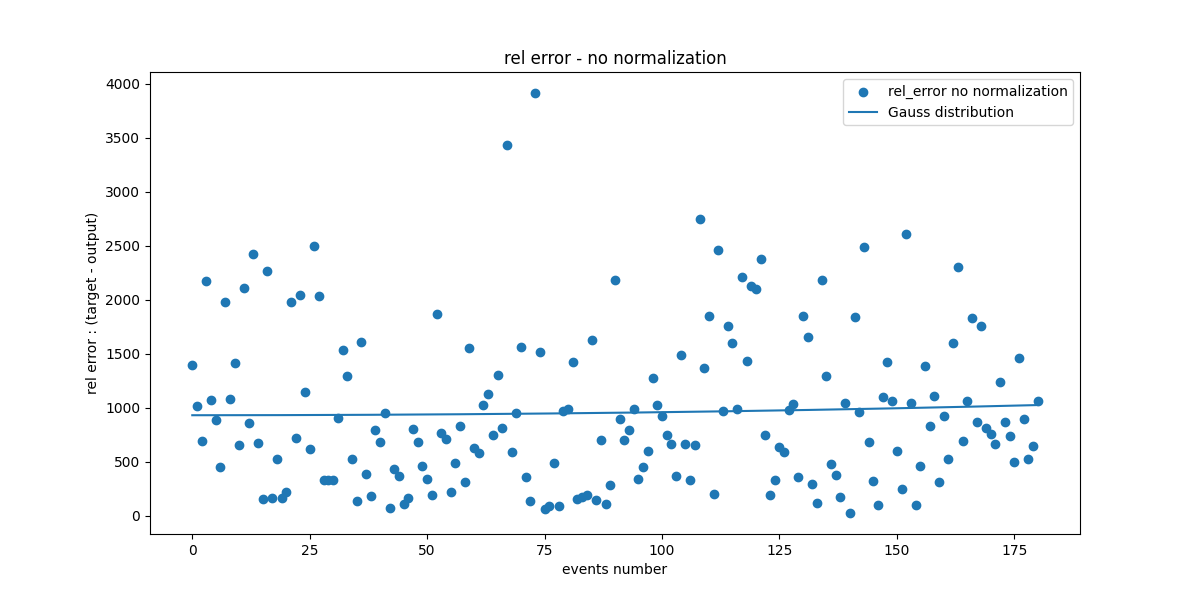 rel error - no normalization
rel_error no normalization
Gauss distribution
rel error : (target - output)
4000
3500
3000
2500
2000
1500
1000
500
0
0 25 50 75 100 125 150 175
events number